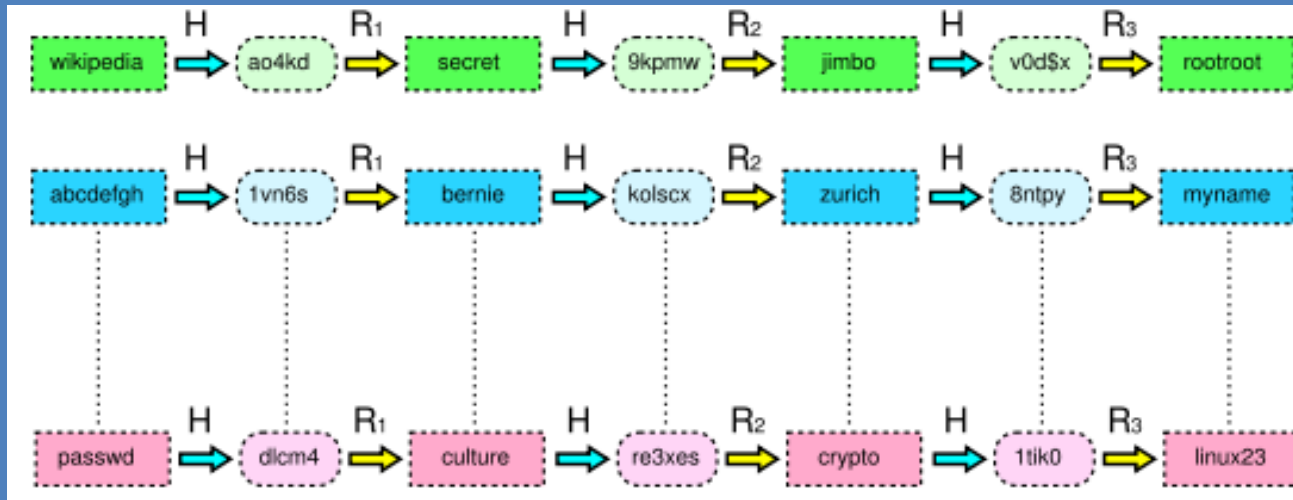 H R1 H R2 H R3
wikipedia ao4kd secret 9kpmw jimbo v0d$x rootroot
H R1 H R2 H R3
abcdefgh 1vn6s bernie kolscx zurich 8ntpy myname
H R1 H R2 H R3
passwd dlcm4 culture re3xes crypto 1tik0 linux23